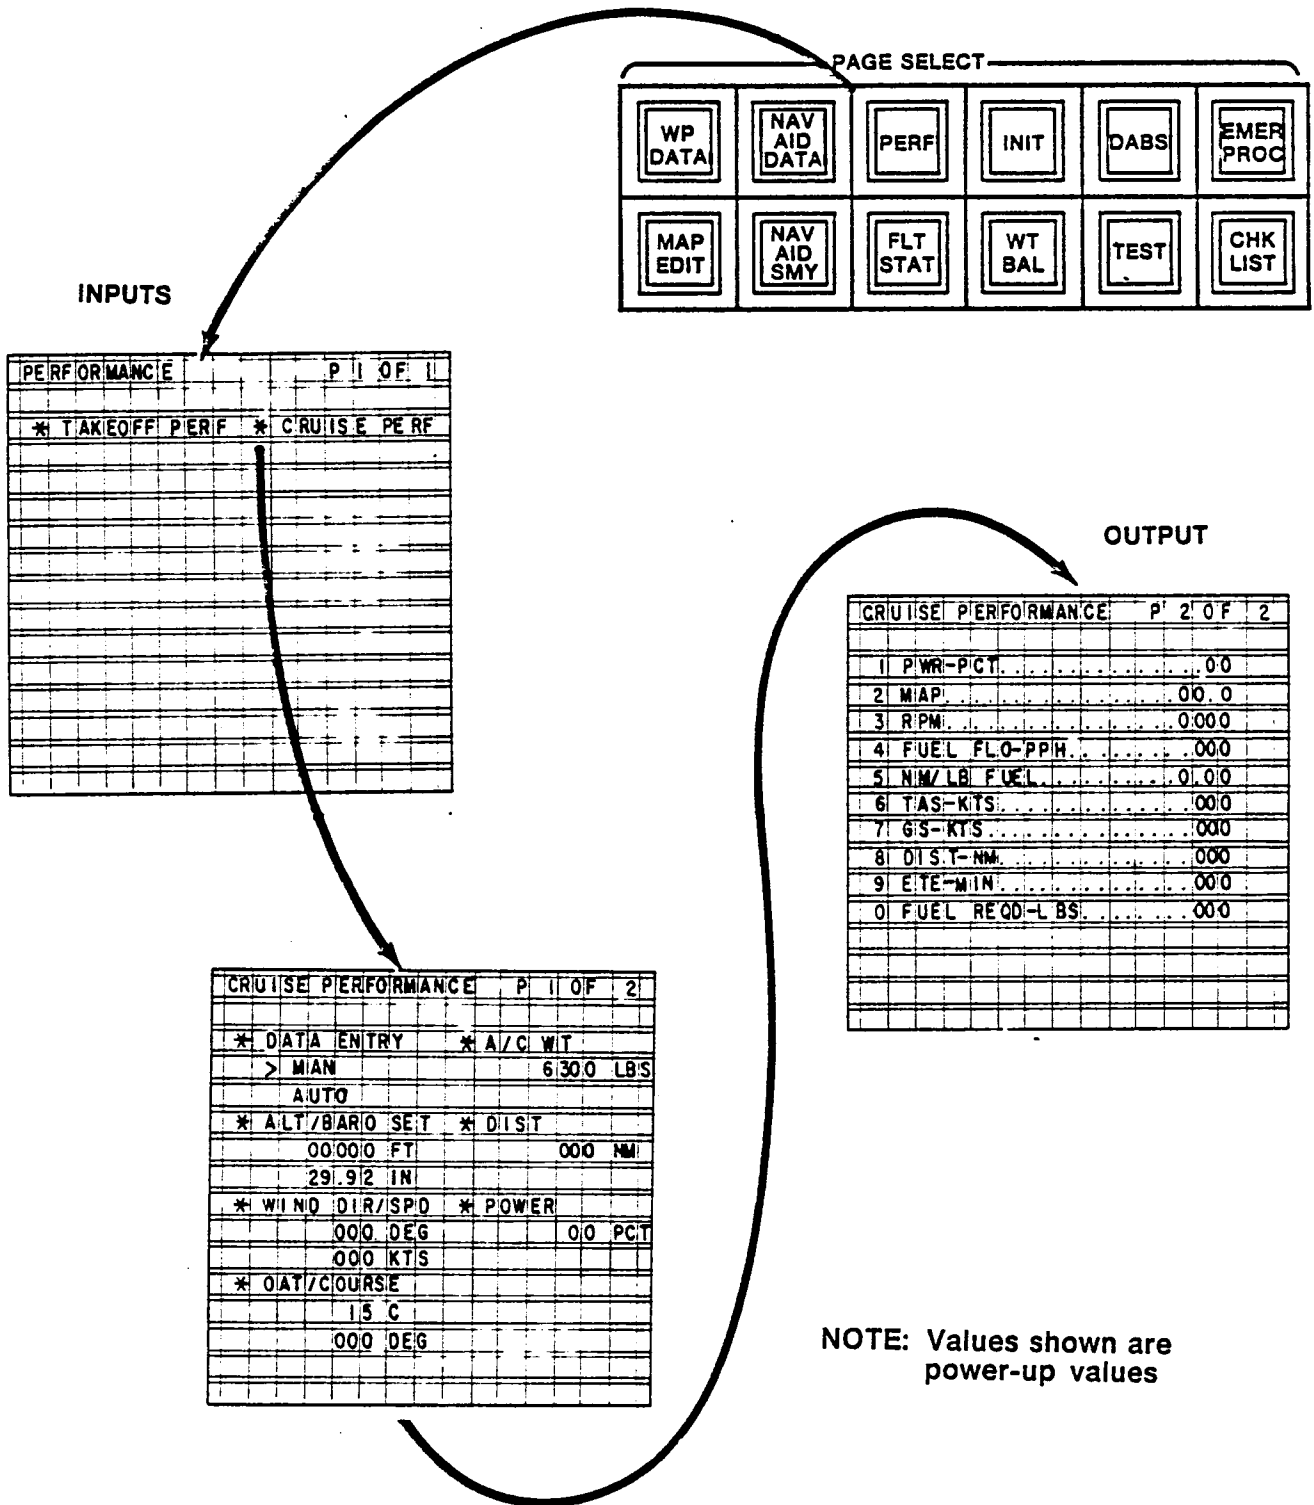 PAGE SELECT
WP DATA
NAV AID DATA
PERF
INIT
DABS
EMER PROC
MAP EDIT
NAV AID SMY
FLT STAT
WT BAL
TEST
CHK LIST
INPUTS
PERFORMANCE P 1 OF 1
* TAKEOFF PERF * CRUISE PERF
OUTPUT
CRUISE PERFORMANCE P 2 OF 2
1 PWR-PCT...............00
2 MAP.................00.0
3 RPM.................0000
4 FUEL FLO-PPH.........000
5 NM/LB FUEL..........0.00
6 TAS-KTS..............000
7 GS-KTS...............000
8 DIST-NM..............000
9 ETE-MIN..............000
0 FUEL REQD-LBS........000
CRUISE PERFORMANCE P 1 OF 2
* DATA ENTRY * A/C WT
> MAN 6300 LBS
AUTO
* ALT/BARO SET * DIST
00000 FT 000 NM
29.92 IN
* WIND DIR/SPD * POWER
000 DEG 00 PCT
000 KTS
* OAT/COURSE
15 C
000 DEG
NOTE: Values shown are
power-up values